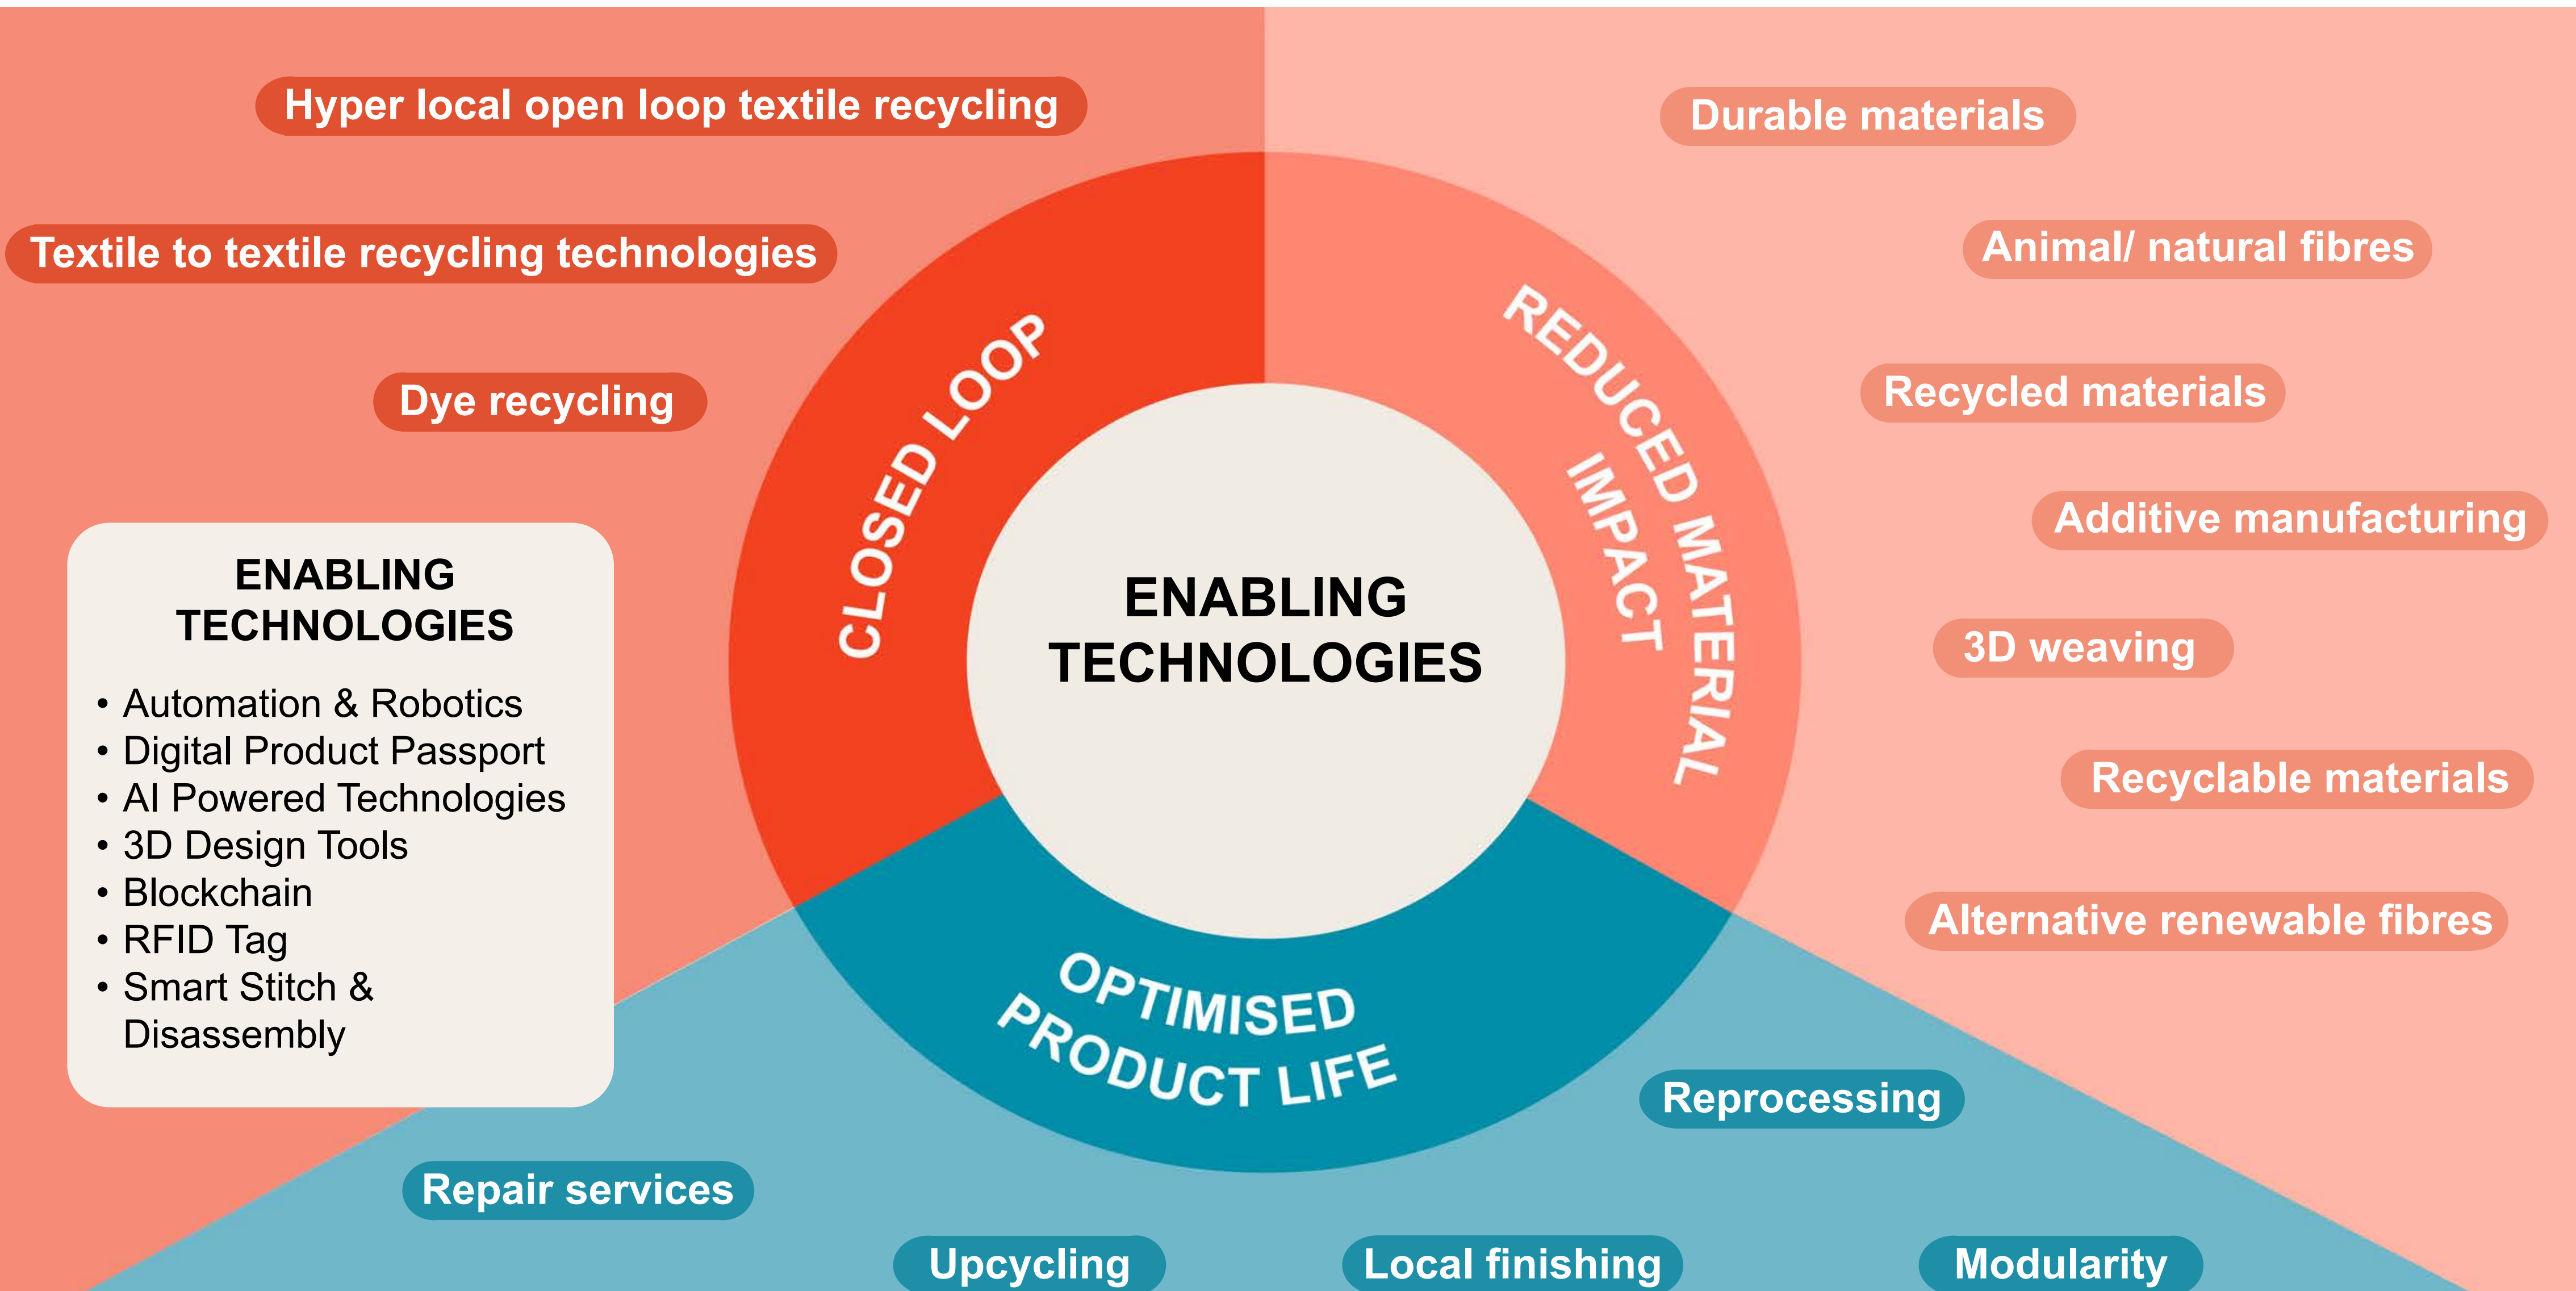 Hyper local open loop textile recycling
Textile to textile recycling technologies
Dye recycling
CLOSED LOOP
ENABLING
TECHNOLOGIES
• Automation & Robotics
• Digital Product Passport
• AI Powered Technologies
• 3D Design Tools
• Blockchain
• RFID Tag
• Smart Stitch &
Disassembly
ENABLING
TECHNOLOGIES
REDUCED MATERIAL
IMPACT
Durable materials
Animal/ natural fibres
Recycled materials
Additive manufacturing
3D weaving
Recyclable materials
Alternative renewable fibres
OPTIMISED
PRODUCT LIFE
Reprocessing
Repair services
Upcycling
Local finishing
Modularity